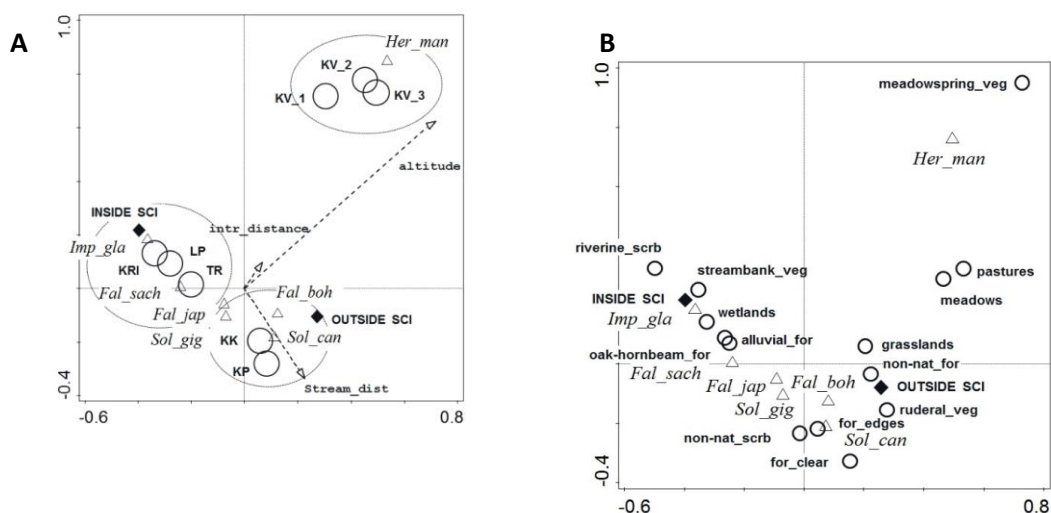 A
1.0
Her_man
KV_2
KV_1
KV_3
altitude
INSIDE SCI
intr_distance
Imp_gla
LP
KRI
TR
Fal_sach
Fal_boh
Fal_jap
OUTSIDE SCI
Sol_gig
KK
Sol_can
KP
Stream_dist
-0.4
-0.6
0.8
B
1.0
meadowspring_veg
Her_man
riverine_scrb
streambank_veg
pastures
INSIDE SCI
meadows
Imp_gla
wetlands
alluvial_for
grasslands
oak-hornbeam_for
non-nat_for
Fal_sach
Fal_jap
Fal_boh
OUTSIDE SCI
Sol_gig
ruderal_veg
for_edges
non-nat_scrb
Sol_can
for_clear
-0.4
-0.6
0.8